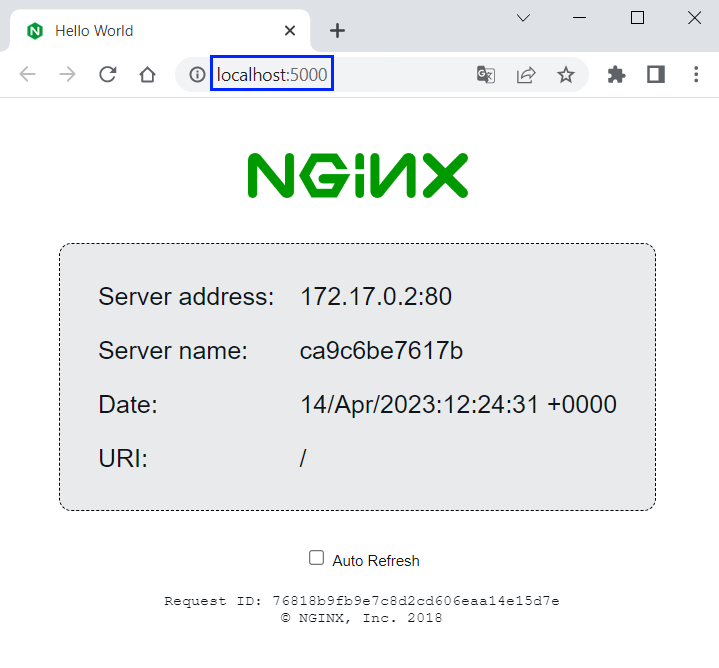 Hello World
localhost:5000
NGINX
Server address: 172.17.0.2:80
Server name: ca9c6be7617b
Date: 14/Apr/2023:12:24:31 +0000
URI: /
Auto Refresh
Request ID: 76818b9fb9e7c8d2cd606eaa14e15d7e
© NGINX, Inc. 2018